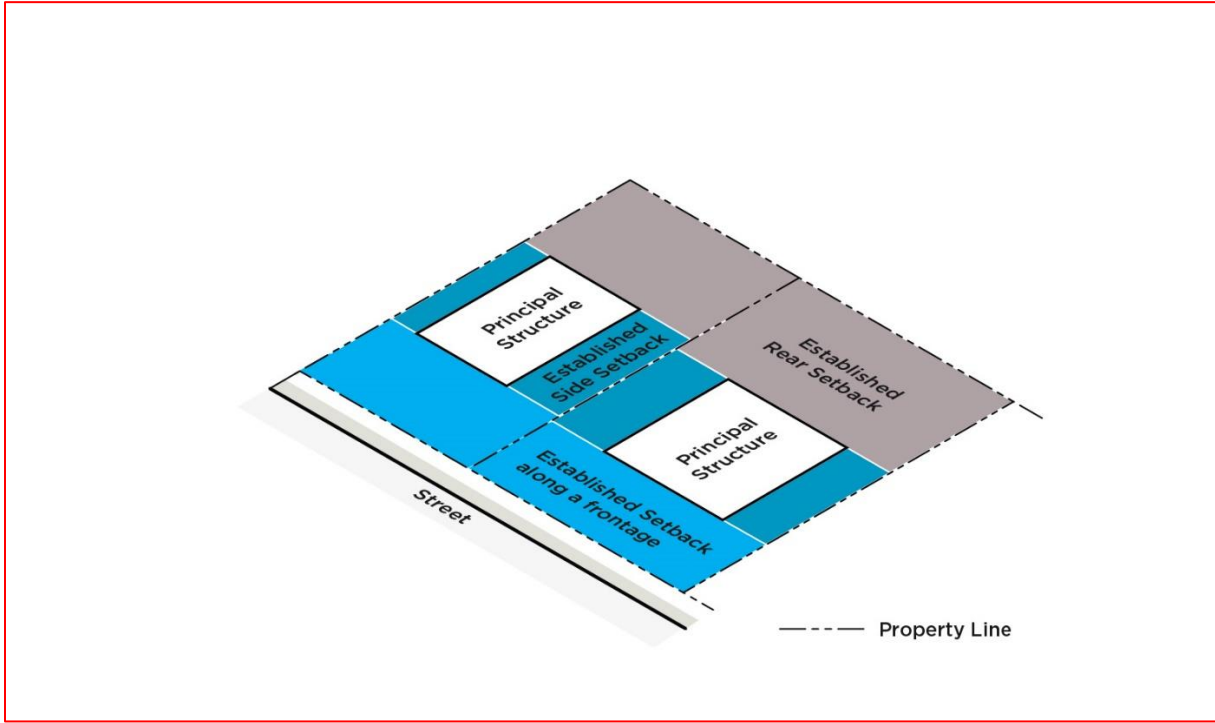 Principal
Structure
Established
Side Setback
Established
Rear Setback
Principal
Structure
Established Setback
along a frontage
Street
Property Line